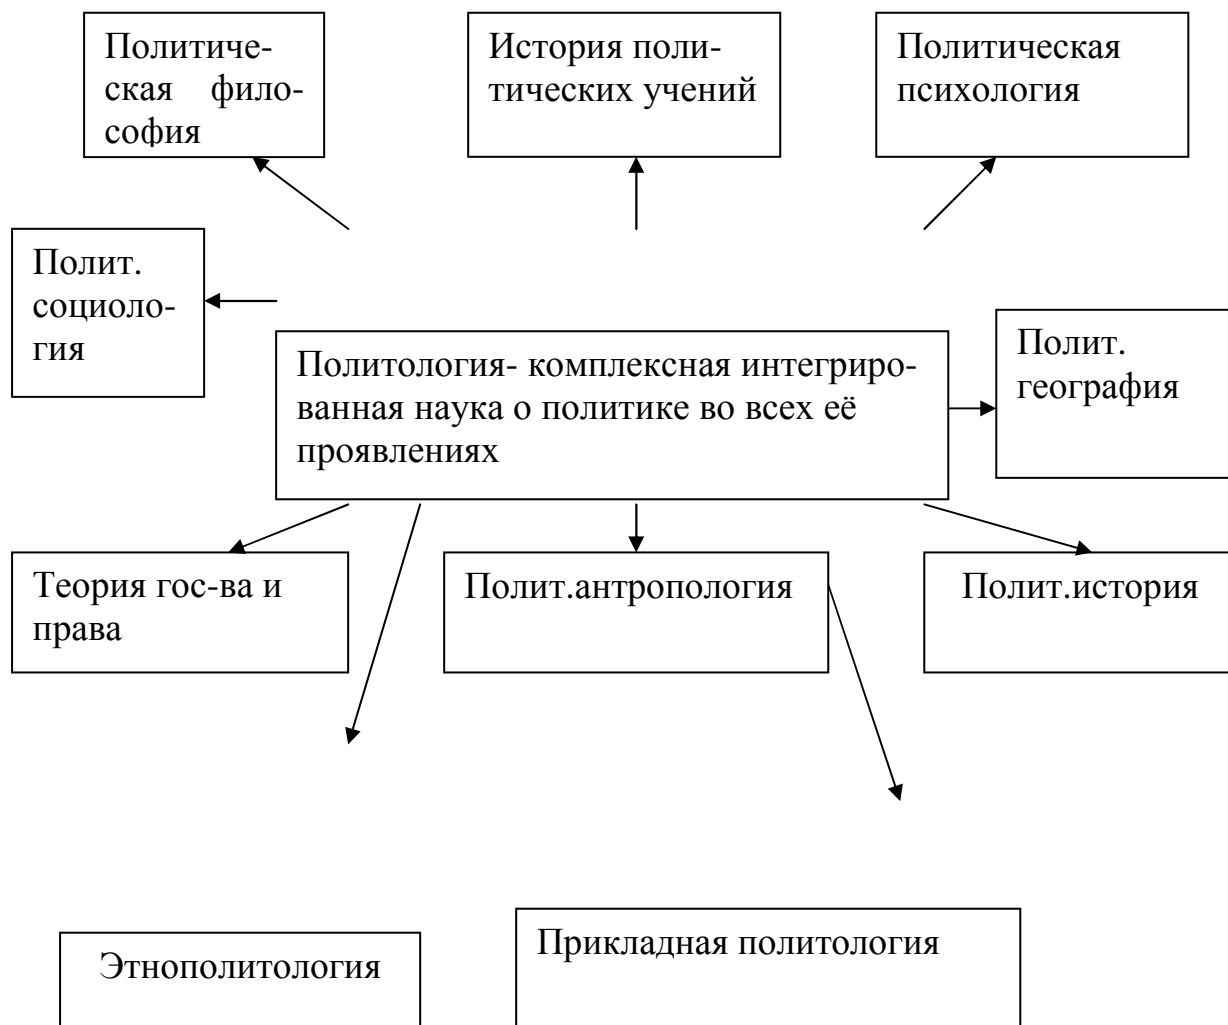 Политиче-
ская фило-
софия
История поли-
тических учений
Политическая
психология
Полит.
социоло-
гия
Политология- комплексная интегриро-
ванная наука о политике во всех её
проявлениях
Полит.
география
Теория гос-ва и
права
Полит.антропология
Полит.история
Этнополитология
Прикладная политология